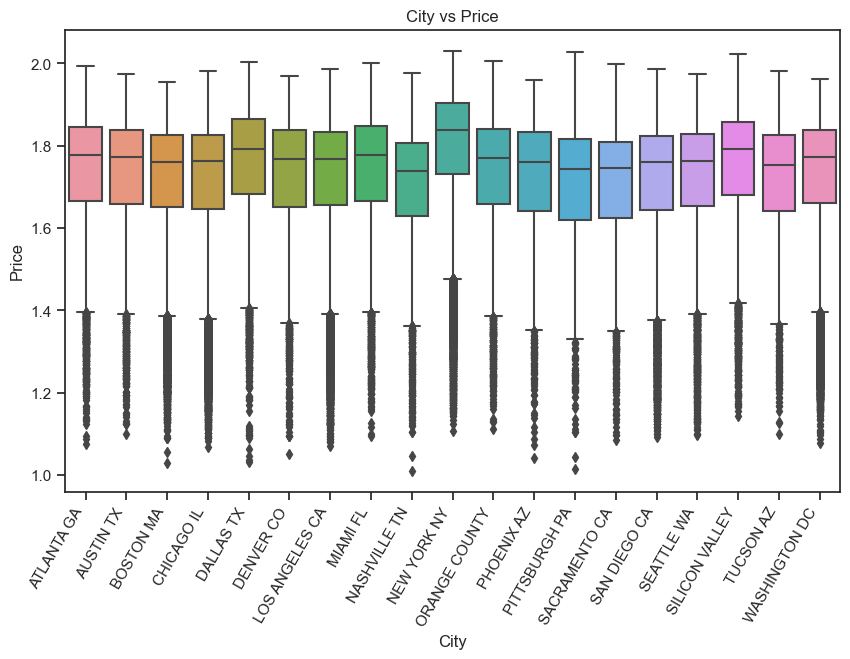 City vs Price
Price
2.0
1.8
1.6
1.4
1.2
1.0
ATLANTA GA
AUSTIN TX
BOSTON MA
CHICAGO IL
DALLAS TX
DENVER CO
LOS ANGELES CA
MIAMI FL
NASHVILLE TN
NEW YORK NY
ORANGE COUNTY
PHOENIX AZ
PITTSBURGH PA
SACRAMENTO CA
SAN DIEGO CA
SEATTLE WA
SILICON VALLEY
TUCSON AZ
WASHINGTON DC
City